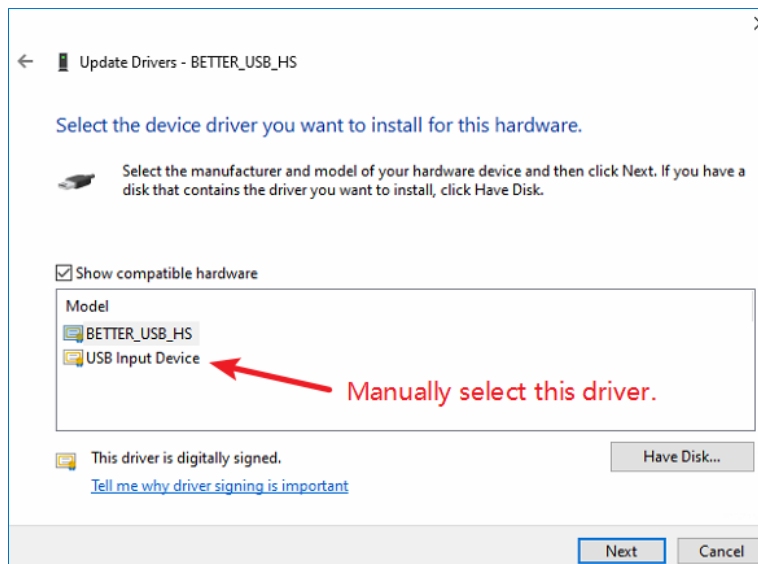 Update Drivers - BETTER_USB_HS
Select the device driver you want to install for this hardware.
Select the manufacturer and model of your hardware device and then click Next. If you have a
disk that contains the driver you want to install, click Have Disk.
Show compatible hardware
Model
BETTER_USB_HS
USB Input Device
Manually select this driver.
This driver is digitally signed.
Have Disk...
Tell me why driver signing is important
Next
Cancel